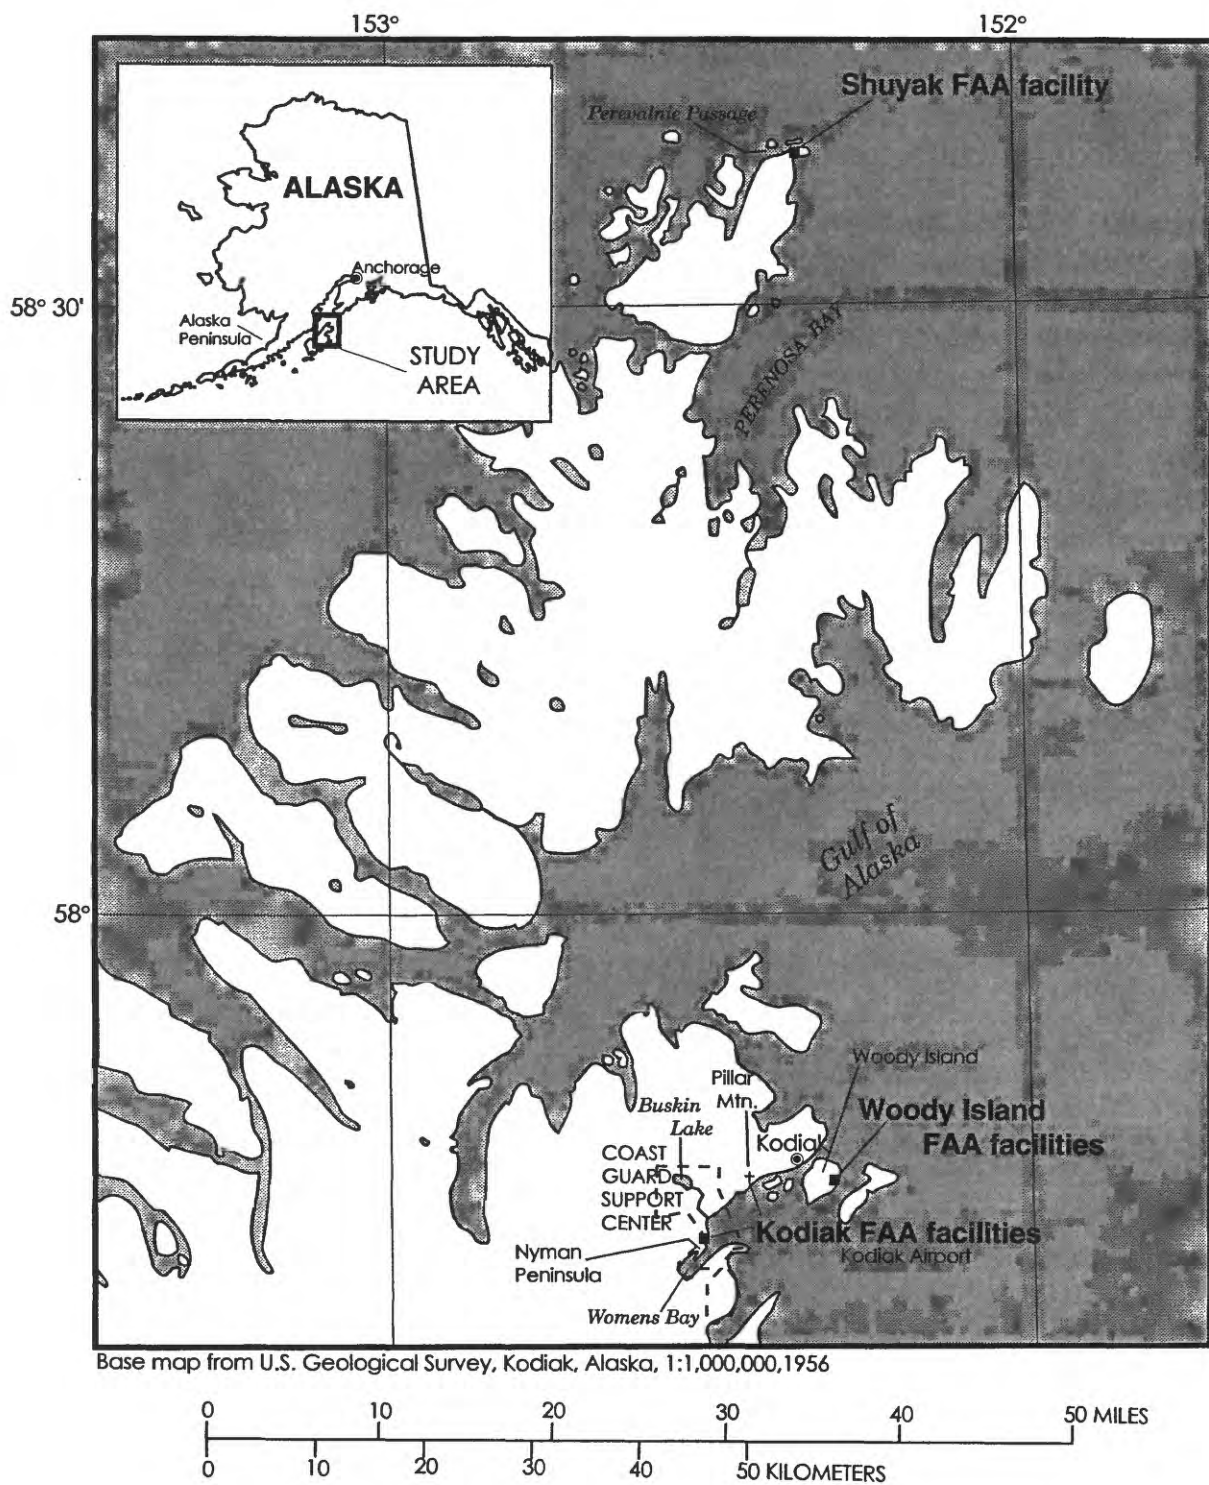 153°
152°
Shuyak FAA facility
Perevalnie Passage
ALASKA
Anchorage
58° 30'
Alaska
Peninsula
STUDY
AREA
PERENOSA BAY
Gulf of
Alaska
58°
Woody Island
Pillar
Mtn.
Buskin
Lake
Woody Island
FAA facilities
Kodiak
COAST
GUARD
SUPPORT
CENTER
Kodiak FAA facilities
Kodiak Airport
Nyman
Peninsula
Womens Bay
Base map from U.S. Geological Survey, Kodiak, Alaska, 1:1,000,000,1956
0 10 20 30 40 50 MILES
0 10 20 30 40 50 KILOMETERS